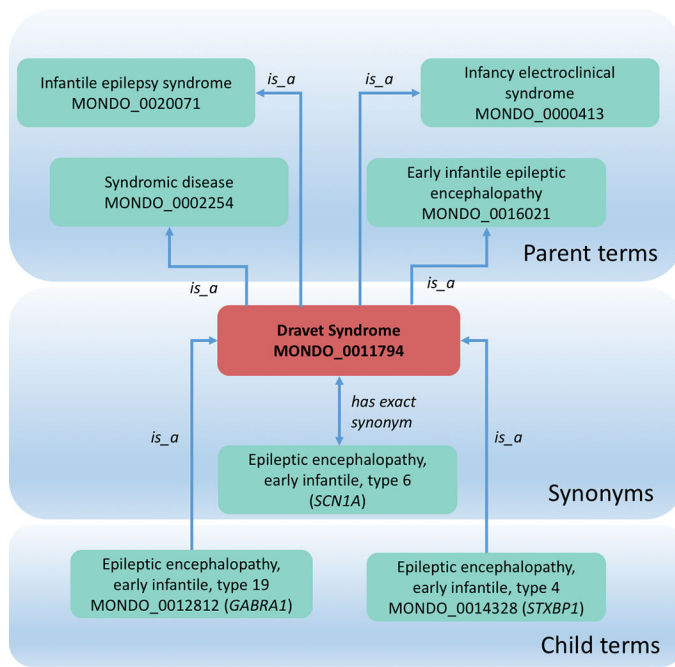 Infantile epilepsy syndrome
MONDO_0020071
is_a
is_a
Infancy electroclinical
syndrome
MONDO_0000413
Syndromic disease
MONDO_0002254
Early infantile epileptic
encephalopathy
MONDO_0016021
Parent terms
is_a
is_a
Dravet Syndrome
MONDO_0011794
has exact
synonym
is_a
is_a
Epileptic encephalopathy,
early infantile, type 6
(SCN1A)
Synonyms
Epileptic encephalopathy,
early infantile, type 19
MONDO_0012812 (GABRA1)
Epileptic encephalopathy,
early infantile, type 4
MONDO_0014328 (STXBP1)
Child terms